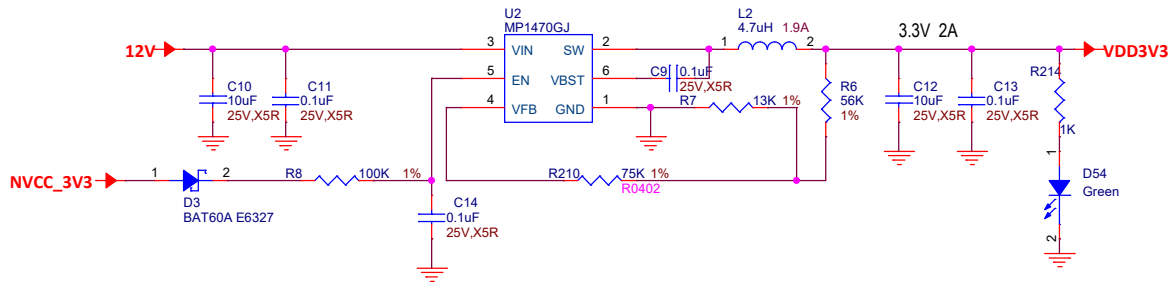 U2
MP1470GJ
L2
4.7uH 1.9A
12V
3 VIN SW 2
1 2
3.3V 2A
VDD3V3
5 EN VBST 6
C9 0.1uF
25V,X5R
4 VFB GND 1
R7 13K 1%
R6
56K
1%
C10
10uF
25V,X5R
C11
0.1uF
25V,X5R
C12
10uF
25V,X5R
C13
0.1uF
25V,X5R
R214
1K
NVCC_3V3
1 2
D3
BAT60A E6327
R8 100K 1%
R210 75K 1%
R0402
C14
0.1uF
25V,X5R
1
D54
Green
2